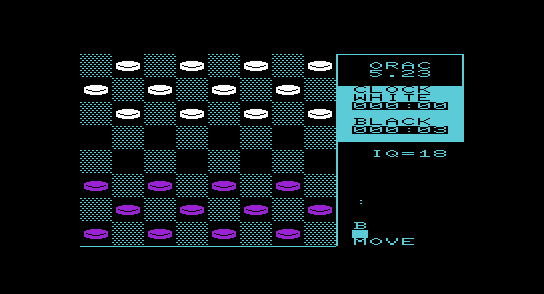 ORAC
5.23
CLOCK
WHITE
000:00
BLACK
000:03
IQ=18
:
B
MOVE